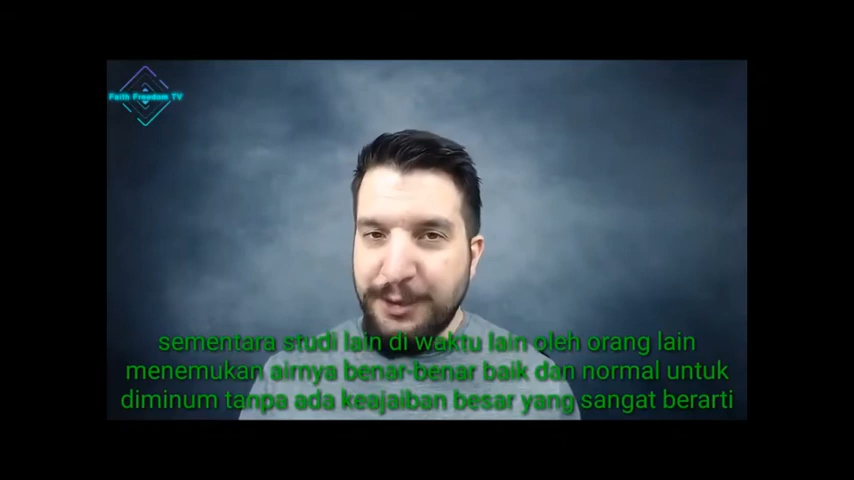 Faith Freedom TV
sementara studi lain di waktu lain oleh orang lain
menemukan airnya benar-benar baik dan normal untuk
diminum tanpa ada keajaiban besar yang sangat berarti